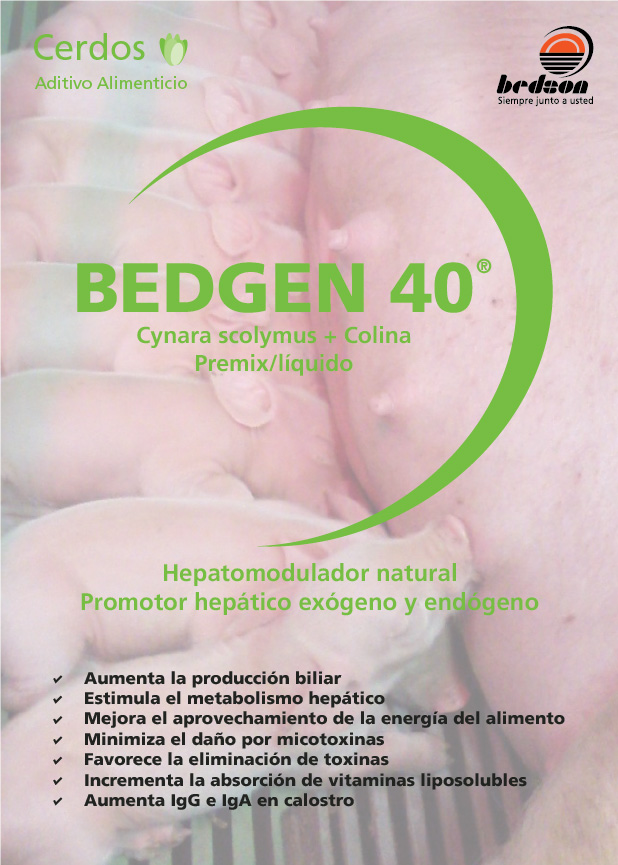 Cerdos
Aditivo Alimenticio
bedson
Siempre junto a usted
BEDGEN 40®
Cynara scolymus + Colina
Premix/líquido
Hepatomodulador natural
Promotor hepático exógeno y endógeno
✓ Aumenta la producción biliar
✓ Estimula el metabolismo hepático
✓ Mejora el aprovechamiento de la energía del alimento
✓ Minimiza el daño por micotoxinas
✓ Favorece la eliminación de toxinas
✓ Incrementa la absorción de vitaminas liposolubles
✓ Aumenta IgG e IgA en calostro